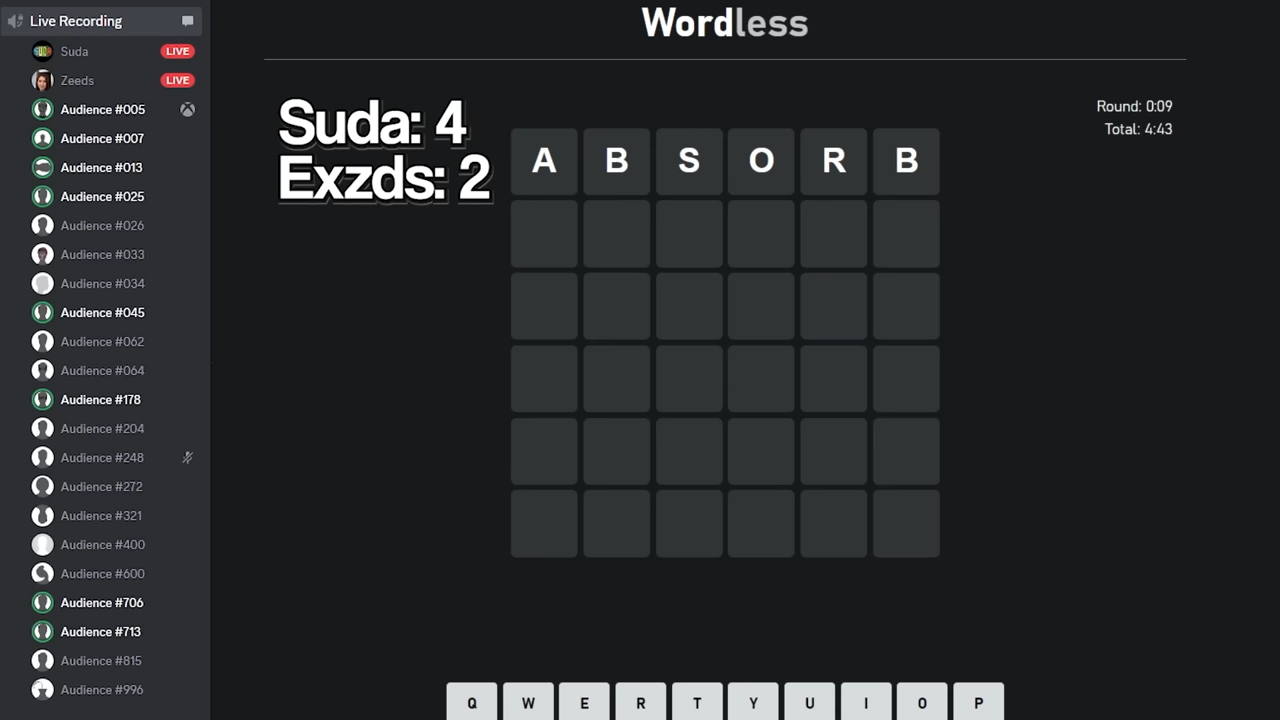 Live Recording
Suda LIVE
Zeeds LIVE
Audience #005
Audience #007
Audience #013
Audience #025
Audience #026
Audience #033
Audience #034
Audience #045
Audience #062
Audience #064
Audience #178
Audience #204
Audience #248
Audience #272
Audience #321
Audience #400
Audience #600
Audience #706
Audience #713
Audience #815
Audience #996
Wordless
Suda: 4
Exzds: 2
Round: 0:09
Total: 4:43
A B S O R B
Q W E R T Y U I O P